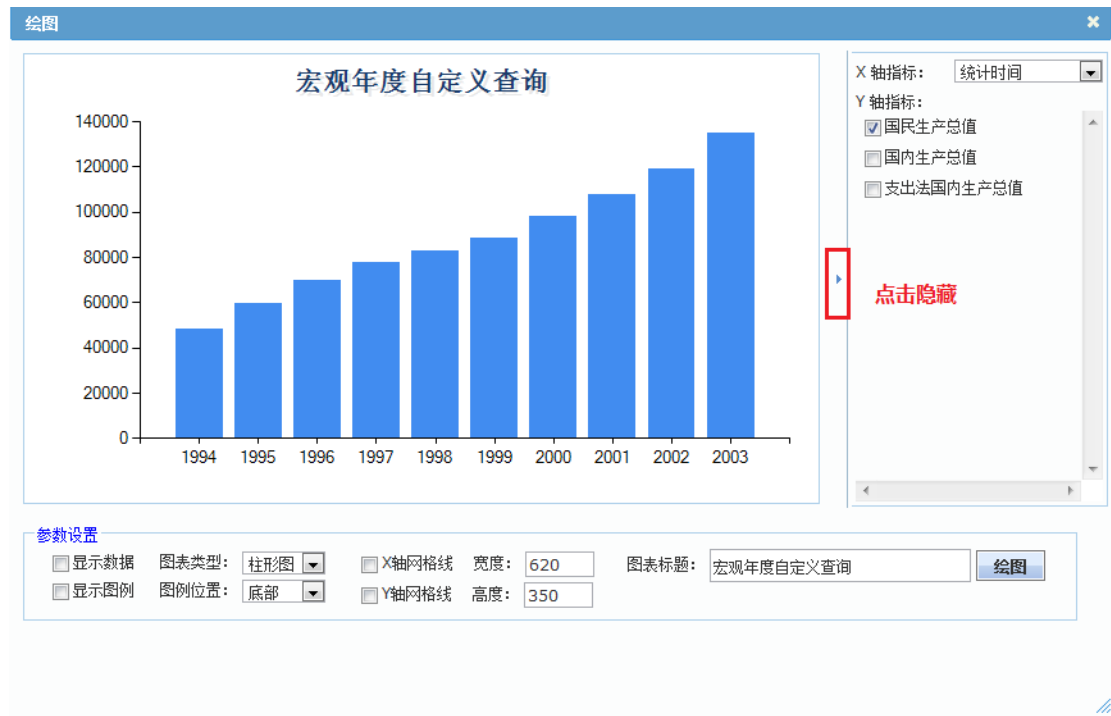 绘图
宏观年度自定义查询
140000
120000
100000
80000
60000
40000
20000
0
1994 1995 1996 1997 1998 1999 2000 2001 2002 2003
X 轴指标： 统计时间
Y 轴指标：
国民生产总值
国内生产总值
支出法国内生产总值
点击隐藏
参数设置
显示数据 图表类型： 柱形图 X轴网格线 宽度： 620 图表标题： 宏观年度自定义查询 绘图
显示图例 图例位置： 底部 Y轴网格线 高度： 350